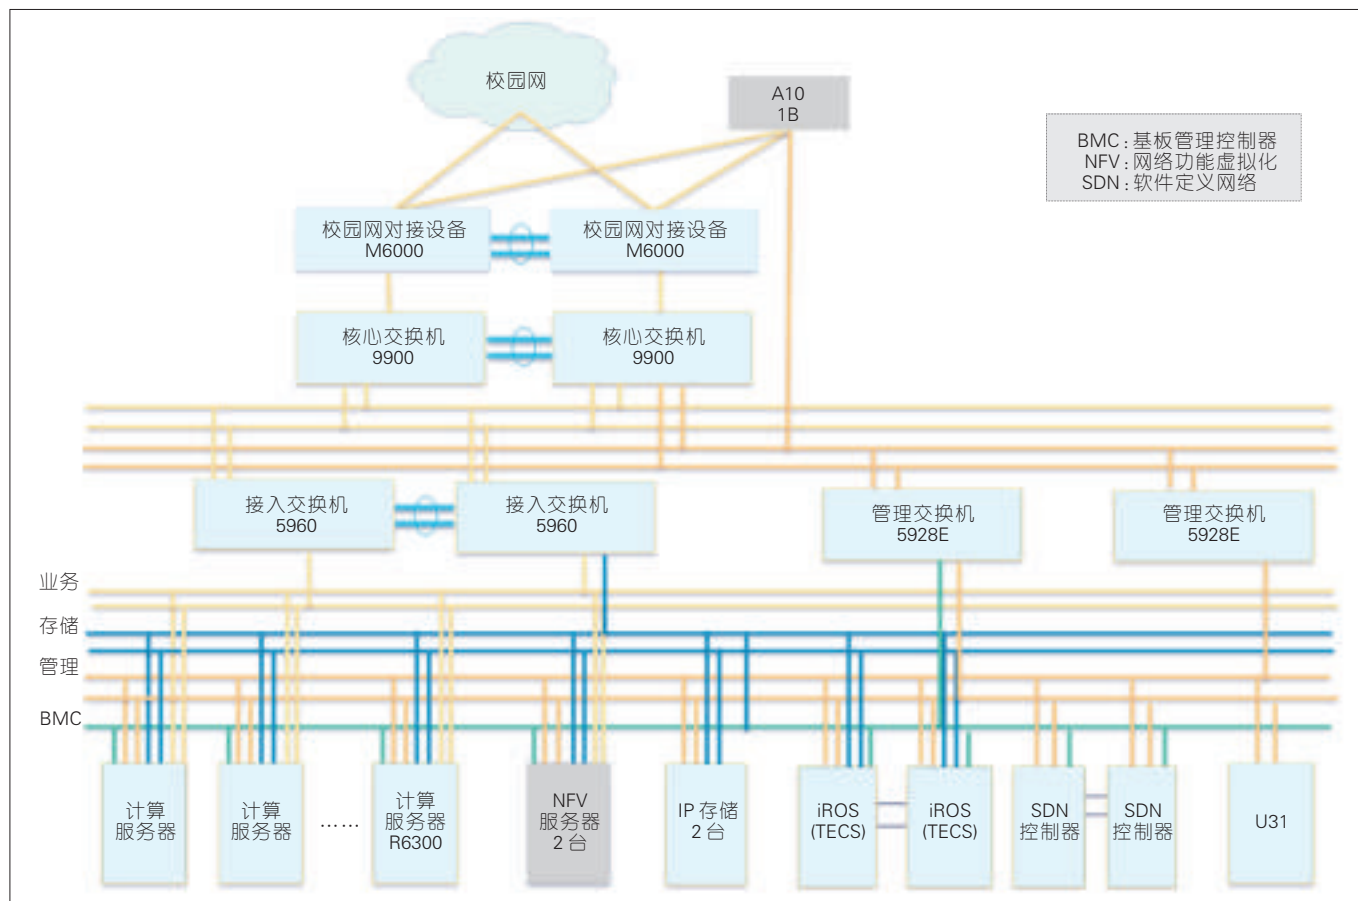 校园网
A10
1B
BMC：基板管理控制器
NFV：网络功能虚拟化
SDN：软件定义网络
校园网对接设备
M6000
校园网对接设备
M6000
核心交换机
9900
核心交换机
9900
接入交换机
5960
接入交换机
5960
管理交换机
5928E
管理交换机
5928E
业务
存储
管理
BMC
计算
服务器
计算
服务器
……
计算
服务器
R6300
NFV
服务器
2台
IP存储
2台
iROS
(TECS)
iROS
(TECS)
SDN
控制器
SDN
控制器
U31